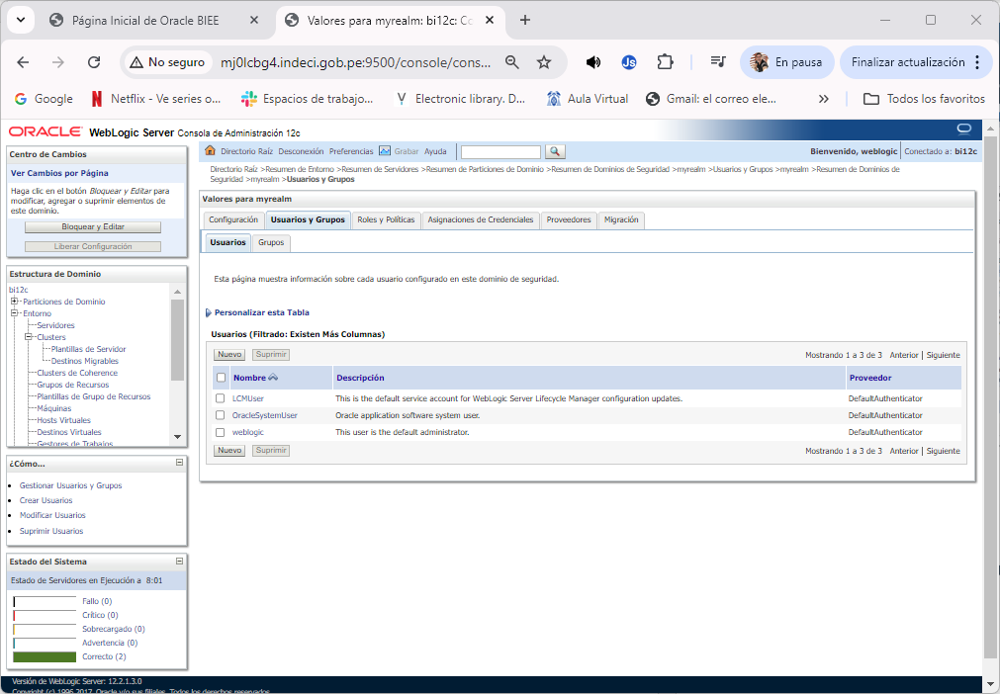 Página Inicial de Oracle BIEE
Valores para myrealm: bi12c: Co
No seguro
mj0lcbg4.indeci.gob.pe:9500/console/cons...
Js
En pausa
Finalizar actualización
Google
Netflix - Ve series o...
Espacios de trabajo...
Electronic library. D...
Aula Virtual
Gmail: el correo ele...
Todos los favoritos
ORACLE WebLogic Server Consola de Administración 12c
Centro de Cambios
Ver Cambios por Página
Haga clic en el botón Bloquear y Editar para
modificar, agregar o suprimir elementos de
este dominio.
Bloquear y Editar
Liberar Configuración
Estructura de Dominio
bi12c
Particiones de Dominio
Entorno
Servidores
Clusters
Plantillas de Servidor
Destinos Migrables
Clusters de Coherence
Grupos de Recursos
Plantillas de Grupo de Recursos
Máquinas
Hosts Virtuales
Destinos Virtuales
Gestores de Trabajos
¿Cómo...
Gestionar Usuarios y Grupos
Crear Usuarios
Modificar Usuarios
Suprimir Usuarios
Estado del Sistema
Estado de Servidores en Ejecución a 8:01
Fallo (0)
Crítico (0)
Sobrecargado (0)
Advertencia (0)
Correcto (2)
Directorio Raíz Desconexión Preferencias Grabar Ayuda
Bienvenido, weblogic
Conectado a: bi12c
Directorio Raíz >Resumen de Entorno >Resumen de Servidores >Resumen de Particiones de Dominio >Resumen de Dominios de Seguridad >myrealm >Usuarios y Grupos >myrealm >Resumen de Dominios de
Seguridad >myrealm >Usuarios y Grupos
Valores para myrealm
Configuración Usuarios y Grupos Roles y Políticas Asignaciones de Credenciales Proveedores Migración
Usuarios Grupos
Esta página muestra información sobre cada usuario configurado en este dominio de seguridad.
Personalizar esta Tabla
Usuarios (Filtrado: Existen Más Columnas)
Nuevo Suprimir Mostrando 1 a 3 de 3 Anterior | Siguiente
Nombre Descripción Proveedor
LCMUser This is the default service account for WebLogic Server Lifecycle Manager configuration updates. DefaultAuthenticator
OracleSystemUser Oracle application software system user. DefaultAuthenticator
weblogic This user is the default administrator. DefaultAuthenticator
Nuevo Suprimir Mostrando 1 a 3 de 3 Anterior | Siguiente
Versión de WebLogic Server: 12.2.1.3.0
Copyright (c) 1996,2017, Oracle y/o sus filiales. Todos los derechos reservados.